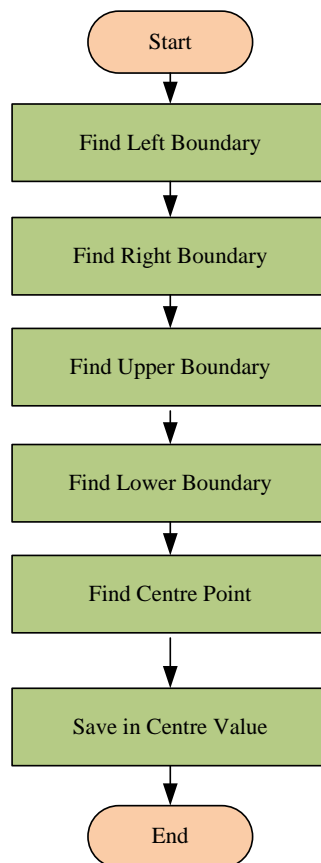 Start
Find Left Boundary
Find Right Boundary
Find Upper Boundary
Find Lower Boundary
Find Centre Point
Save in Centre Value
End